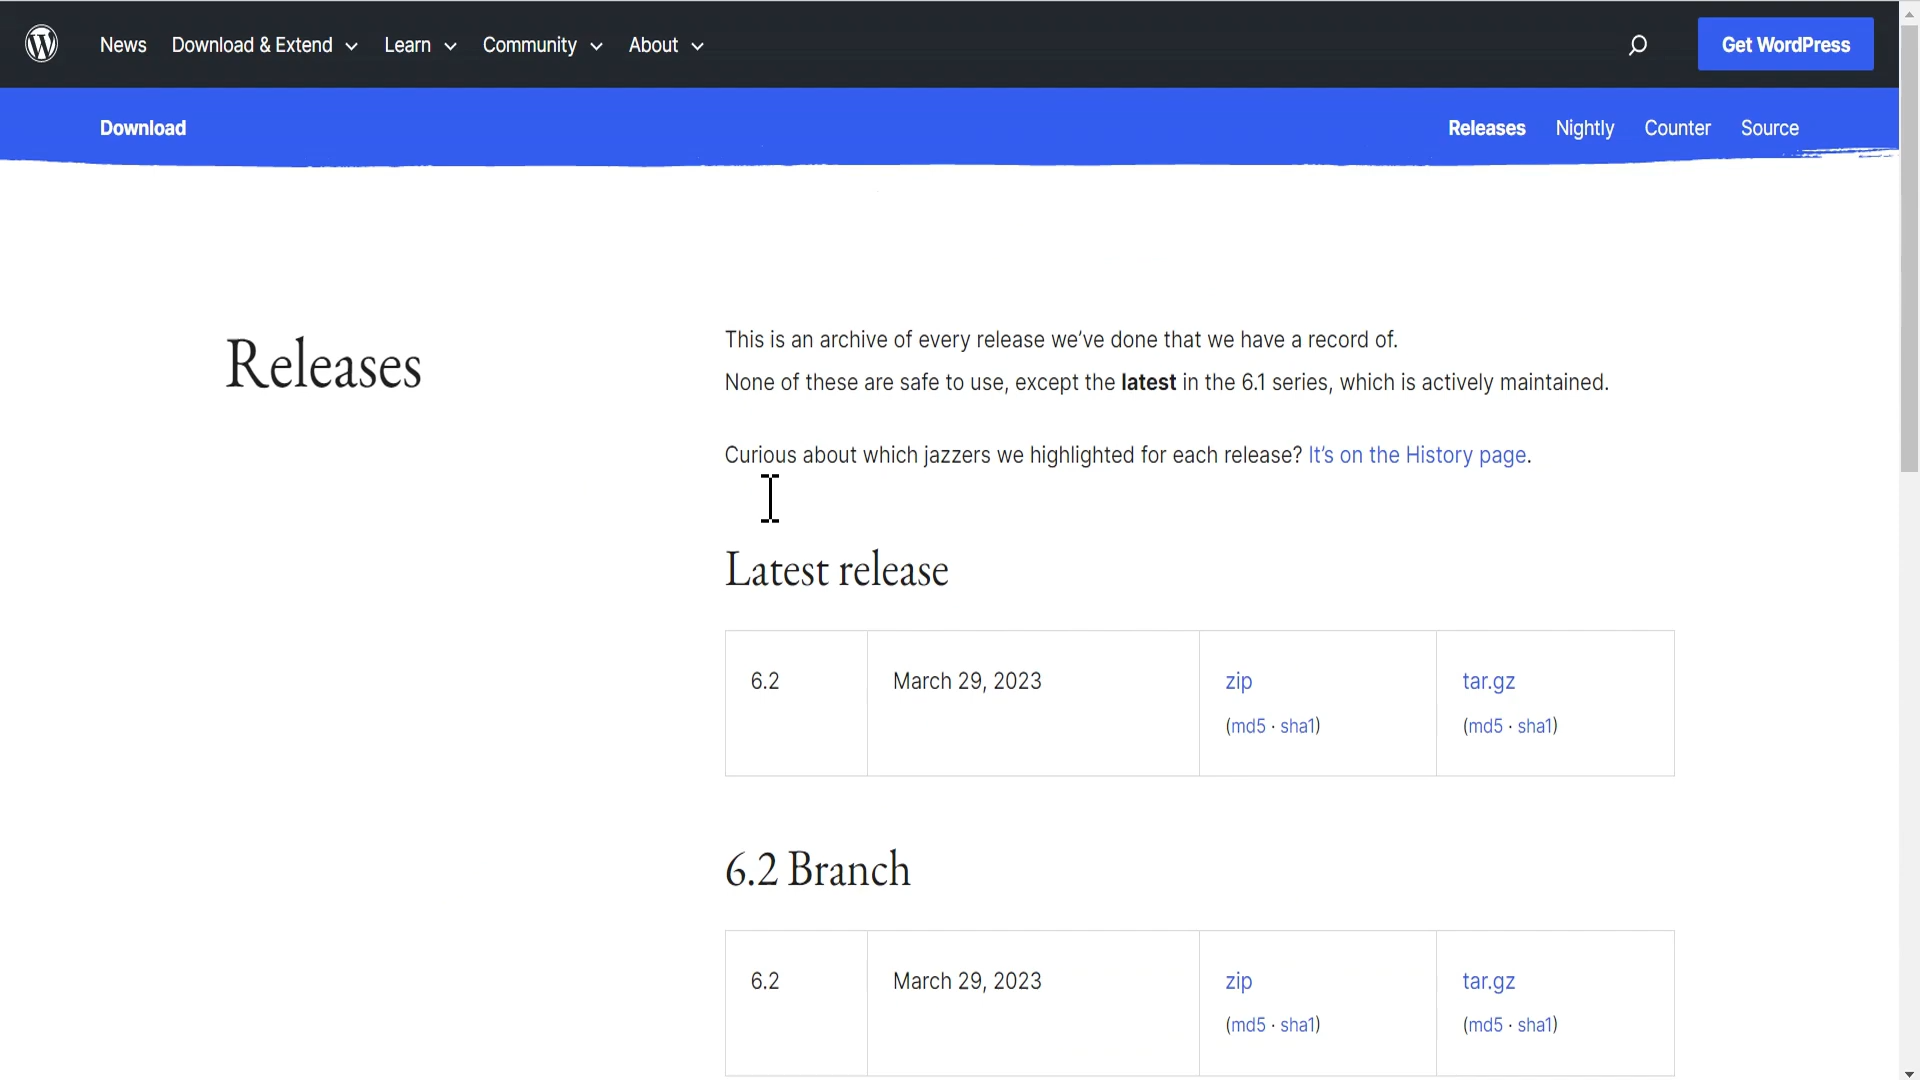 News Download & Extend Learn Community About Get WordPress
Download Releases Nightly Counter Source
Releases
This is an archive of every release we’ve done that we have a record of.
None of these are safe to use, except the latest in the 6.1 series, which is actively maintained.
Curious about which jazzers we highlighted for each release? It’s on the History page.
Latest release
6.2 March 29, 2023 zip tar.gz
(md5 · sha1) (md5 · sha1)
6.2 Branch
6.2 March 29, 2023 zip tar.gz
(md5 · sha1) (md5 · sha1)